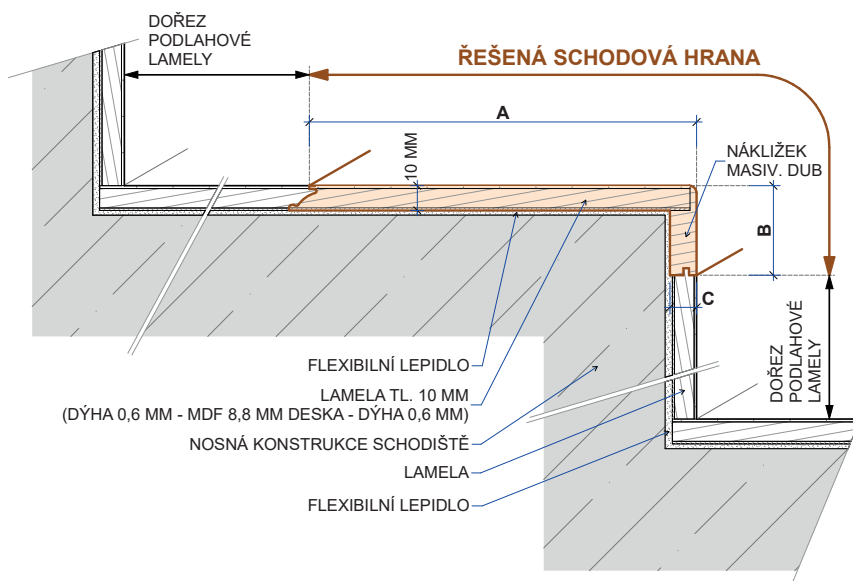 DOŘEZ
PODLAHOVÉ
LAMELY
ŘEŠENÁ SCHODOVÁ HRANA
A
10 MM
NÁKLIŽEK
MASIV. DUB
B
C
DOŘEZ
PODLAHOVÉ
LAMELY
FLEXIBILNÍ LEPIDLO
LAMELA TL. 10 MM
(DÝHA 0,6 MM - MDF 8,8 MM DESKA - DÝHA 0,6 MM)
NOSNÁ KONSTRUKCE SCHODIŠTĚ
LAMELA
FLEXIBILNÍ LEPIDLO